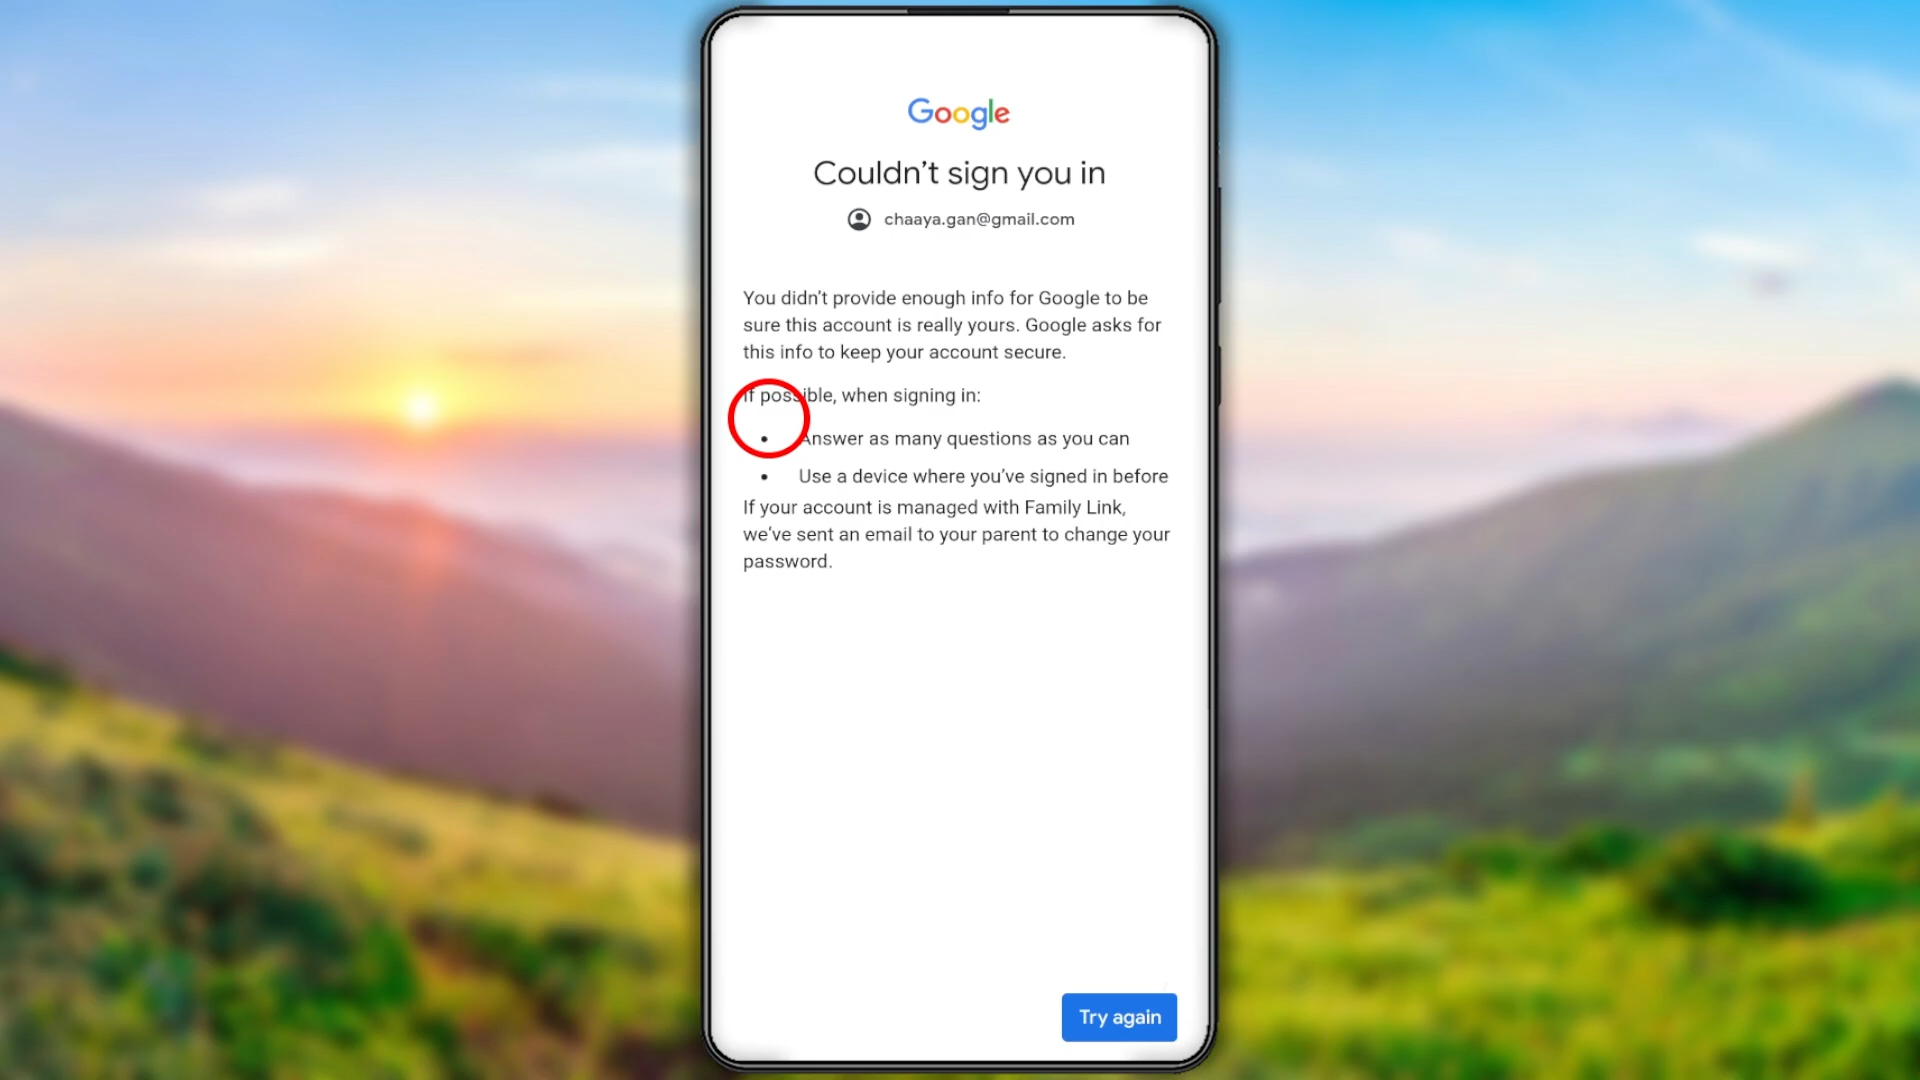 Google
Couldn’t sign you in
chaaya.gan@gmail.com
You didn’t provide enough info for Google to be
sure this account is really yours. Google asks for
this info to keep your account secure.
If possible, when signing in:
• Answer as many questions as you can
• Use a device where you’ve signed in before
If your account is managed with Family Link,
we’ve sent an email to your parent to change your
password.
Try again